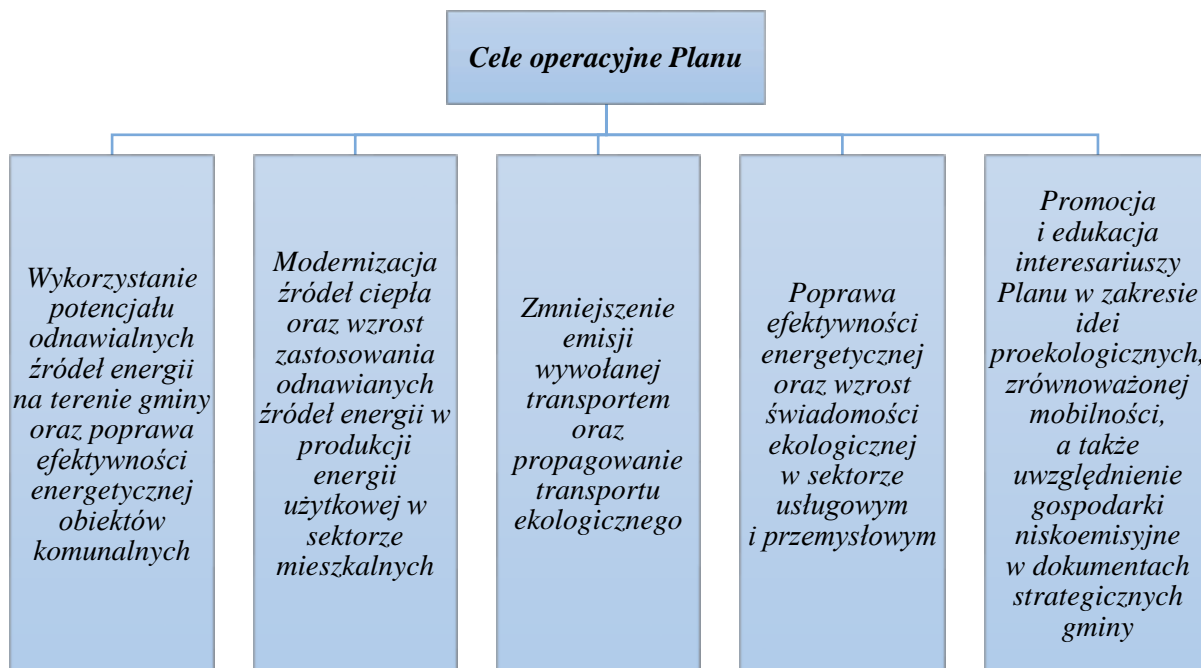 Cele operacyjne Planu
Wykorzystanie
potencjału
odnawialnych
źródeł energii
na terenie gminy
oraz poprawa
efektywności
energetycznej
obiektów
komunalnych
Modernizacja
źródeł ciepła
oraz wzrost
zastosowania
odnawianych
źródeł energii w
produkcji
energii
użytkowej w
sektorze
mieszkalnych
Zmniejszenie
emisji
wywołanej
transportem
oraz
propagowanie
transportu
ekologicznego
Poprawa
efektywności
energetycznej
oraz wzrost
świadomości
ekologicznej
w sektorze
usługowym
i przemysłowym
Promocja
i edukacja
interesariuszy
Planu w zakresie
idei
proekologicznych,
zrównoważonej
mobilności,
a także
uwzględnienie
gospodarki
niskoemisyjne
w dokumentach
strategicznych
gminy